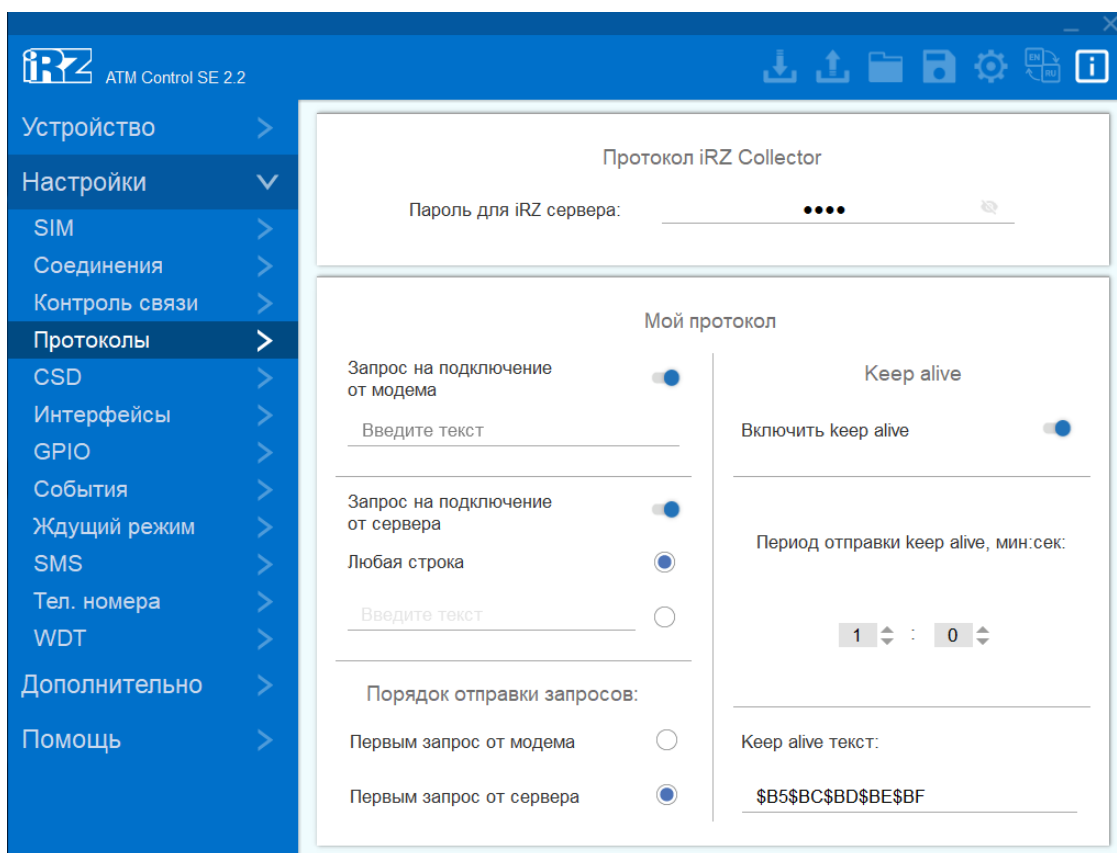 iRZ ATM Control SE 2.2
EN
RU
i
Устройство
Настройки
SIM
Соединения
Контроль связи
Протоколы
CSD
Интерфейсы
GPIO
События
Ждущий режим
SMS
Тел. номера
WDT
Дополнительно
Помощь
Протокол iRZ Collector
Пароль для iRZ сервера: ••••
Мой протокол
Запрос на подключение
от модема
Введите текст
Запрос на подключение
от сервера
Любая строка
Введите текст
Порядок отправки запросов:
Первым запрос от модема
Первым запрос от сервера
Keep alive
Включить keep alive
Период отправки keep alive, мин:сек:
1 : 0
Keep alive текст:
$B5$BC$BD$BE$BF